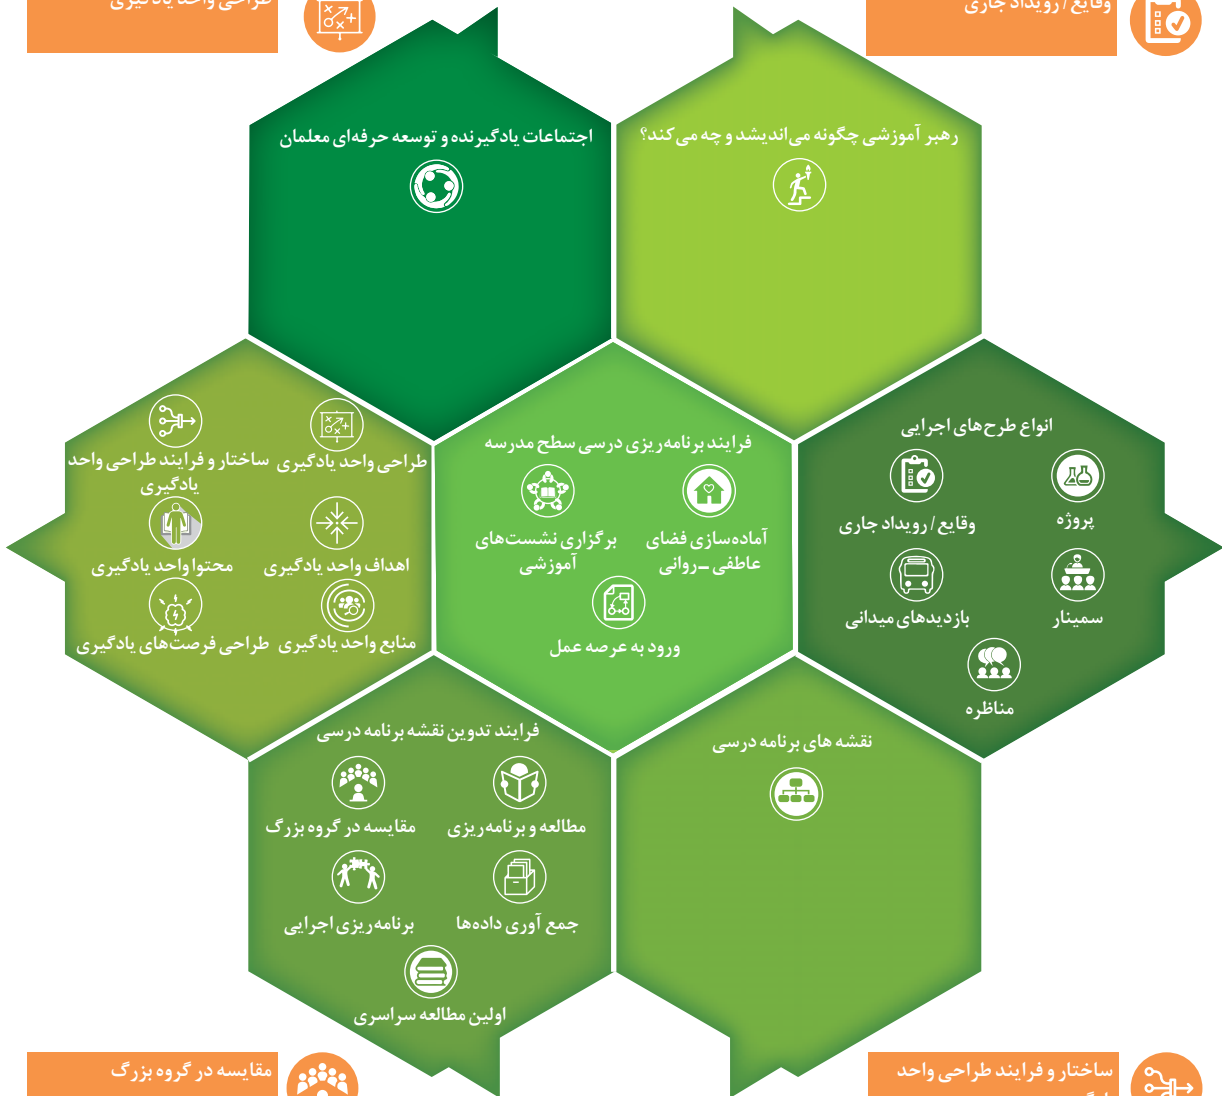 وقایع / رویداد جاری
طراحی واحد یادگیری
رهبر آموزشی چگونه می‌اندیشد و چه می‌کند؟
اجتماعات یادگیرنده و توسعه حرفه‌ای معلمان
انواع طرح‌های اجرایی
پروژه
وقایع / رویداد جاری
سمینار
بازدیدهای میدانی
مناظره
فرایند برنامه‌ریزی درسی سطح مدرسه
آماده‌سازی فضای
عاطفی – روانی
برگزاری نشست‌های
آموزشی
ورود به عرصه عمل
طراحی واحد یادگیری
ساختار و فرایند طراحی واحد
یادگیری
اهداف واحد یادگیری
محتوا واحد یادگیری
منابع واحد یادگیری
طراحی فرصت‌های یادگیری
نقشه های برنامه درسی
فرایند تدوین نقشه برنامه درسی
مطالعه و برنامه‌ریزی
مقایسه در گروه بزرگ
جمع آوری داده‌ها
برنامه‌ریزی اجرایی
اولین مطالعه سراسری
ساختار و فرایند طراحی واحد
مقایسه در گروه بزرگ